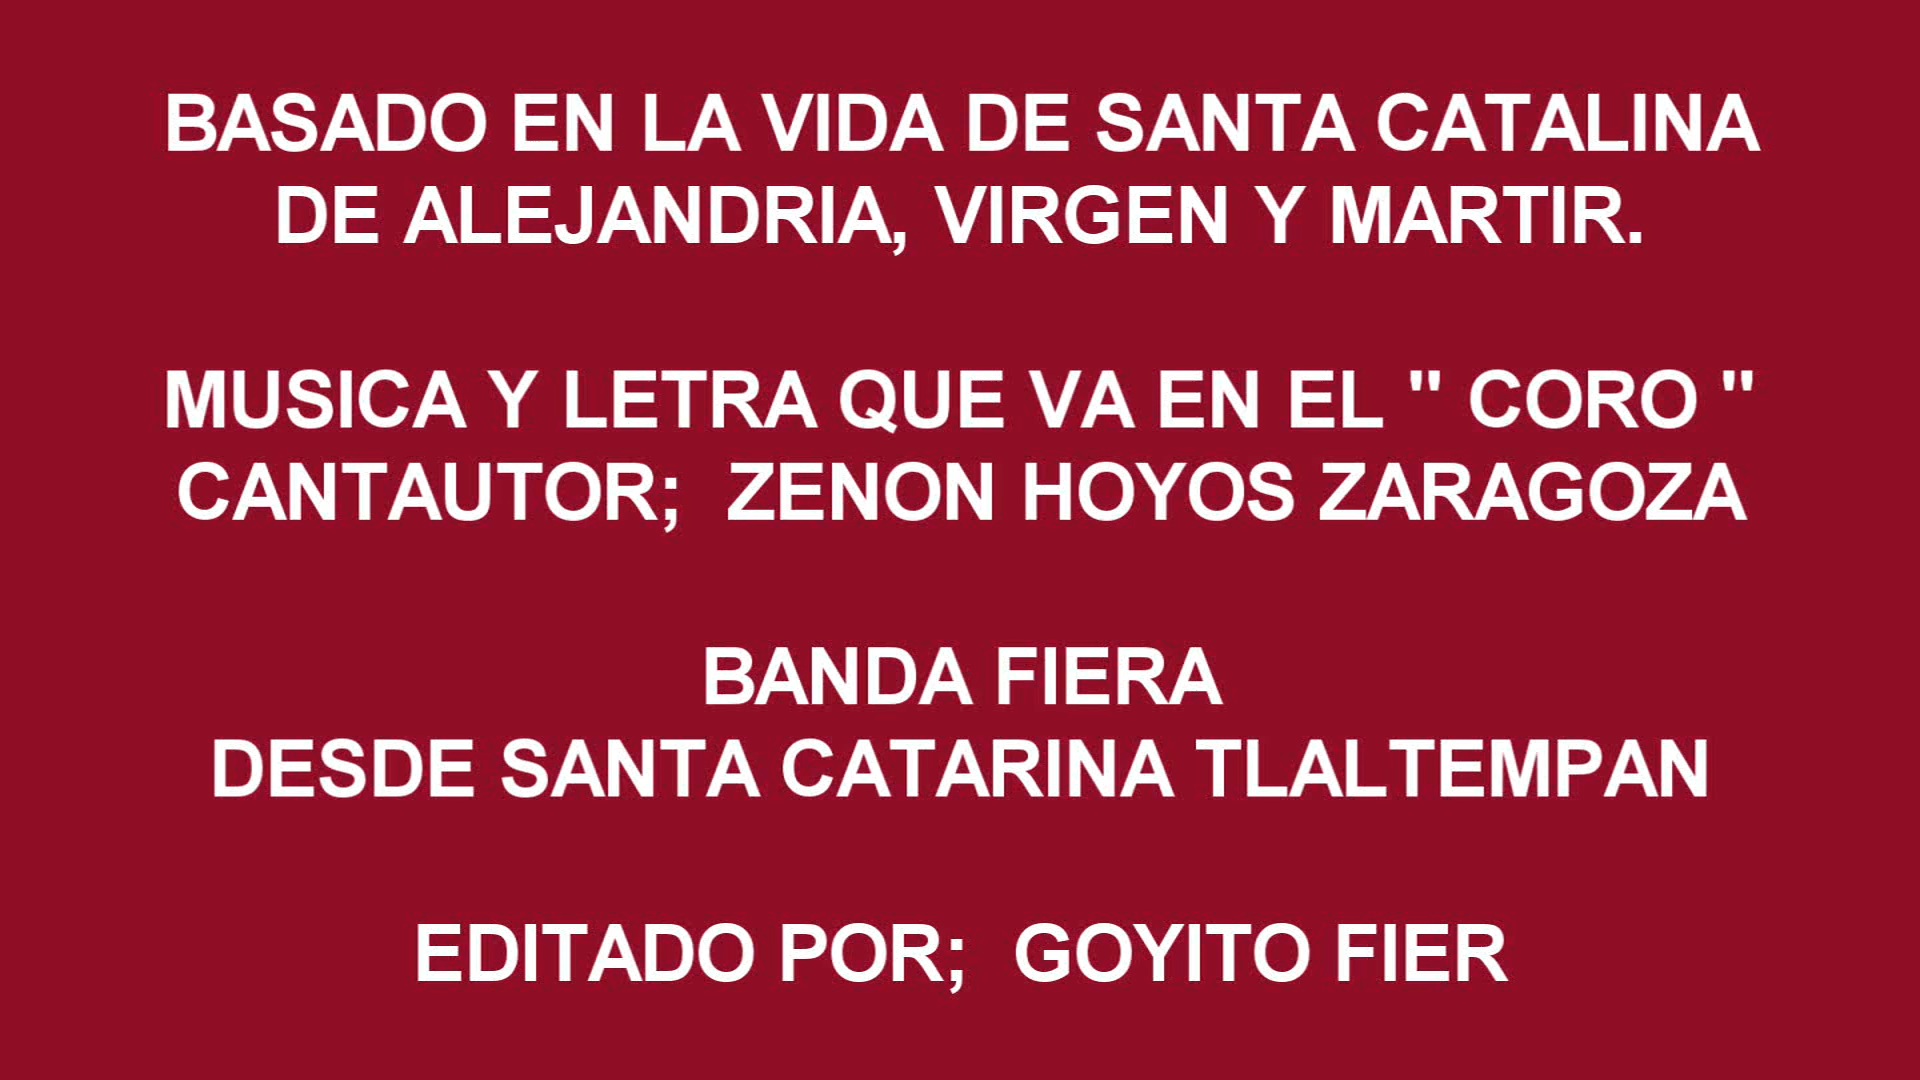 BASADO EN LA VIDA DE SANTA CATALINA
DE ALEJANDRIA, VIRGEN Y MARTIR.
MUSICA Y LETRA QUE VA EN EL " CORO "
CANTAUTOR;  ZENON HOYOS ZARAGOZA
BANDA FIERA
DESDE SANTA CATARINA TLALTEMPAN
EDITADO POR;  GOYITO FIER